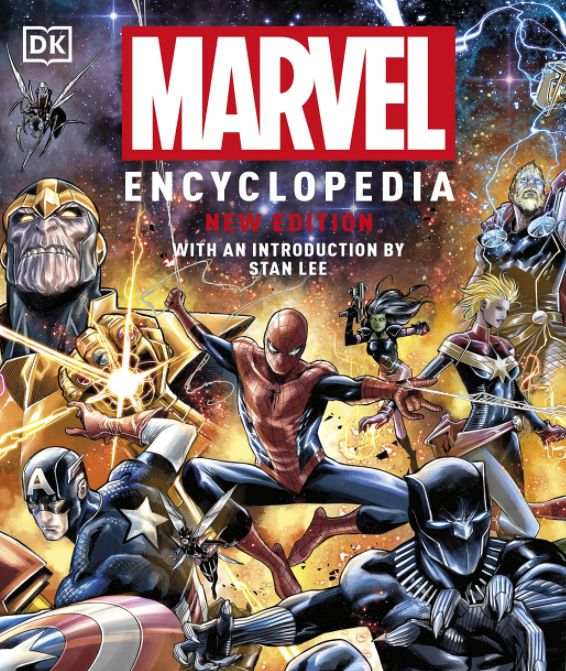 DK
MARVEL
ENCYCLOPEDIA
NEW EDITION
WITH AN INTRODUCTION BY
STAN LEE
A